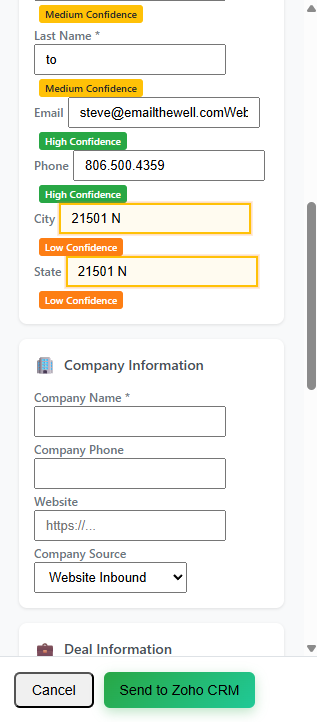 Medium Confidence
Last Name *
to
Medium Confidence
Email steve@emailthewell.comWeb
High Confidence
Phone 806.500.4359
High Confidence
City 21501 N
Low Confidence
State 21501 N
Low Confidence
Company Information
Company Name *
Company Phone
Website
https://...
Company Source
Website Inbound
Deal Information
Cancel Send to Zoho CRM